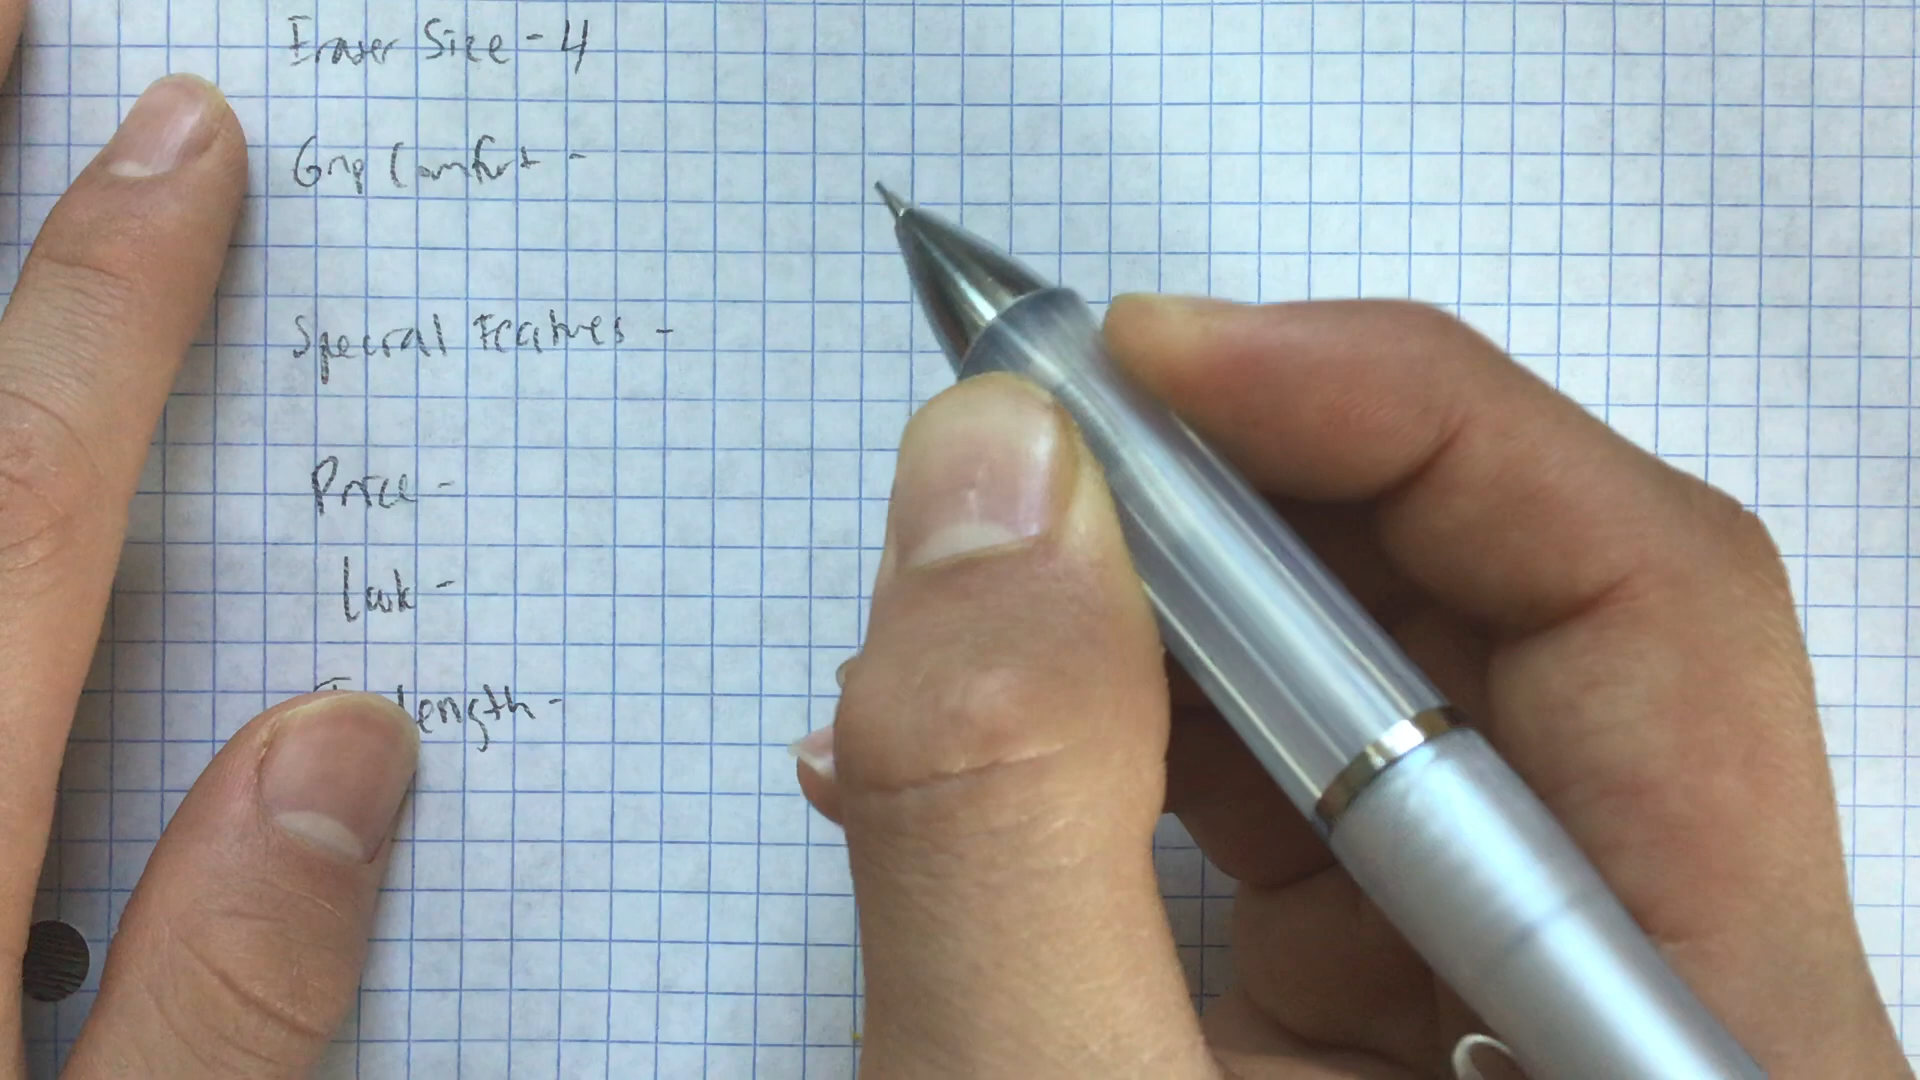 Eraser Size - 4
Grip Comfort -
Special Features -
Price -
Look -
Length -